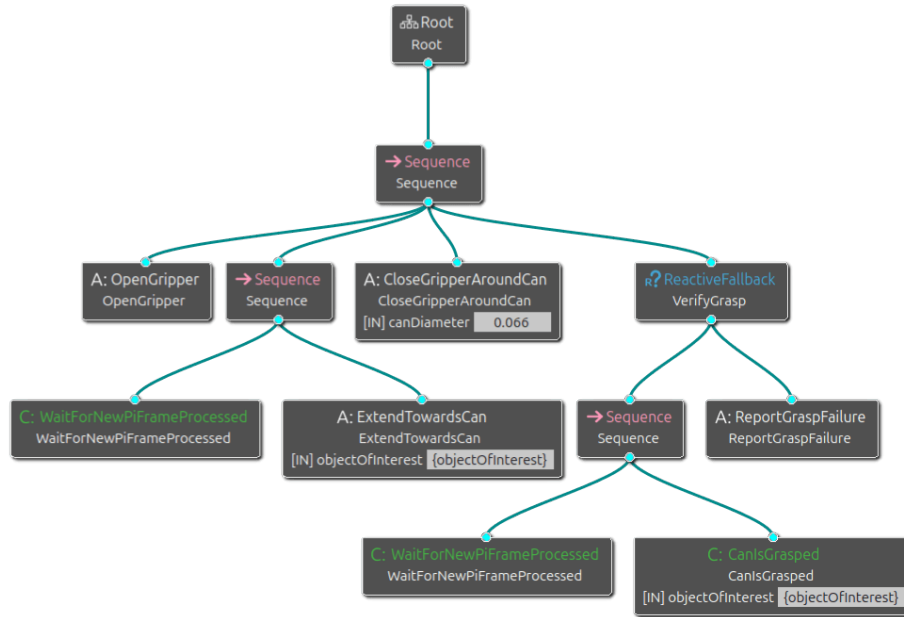 Root
Root
→ Sequence
Sequence
A: OpenGripper
OpenGripper
→ Sequence
Sequence
A: CloseGripperAroundCan
CloseGripperAroundCan
[IN] canDiameter 0.066
R? ReactiveFallback
VerifyGrasp
C: WaitForNewPiFrameProcessed
WaitForNewPiFrameProcessed
A: ExtendTowardsCan
ExtendTowardsCan
[IN] objectOfInterest {objectOfInterest}
→ Sequence
Sequence
A: ReportGraspFailure
ReportGraspFailure
C: WaitForNewPiFrameProcessed
WaitForNewPiFrameProcessed
C: CanIsGrasped
CanIsGrasped
[IN] objectOfInterest {objectOfInterest}